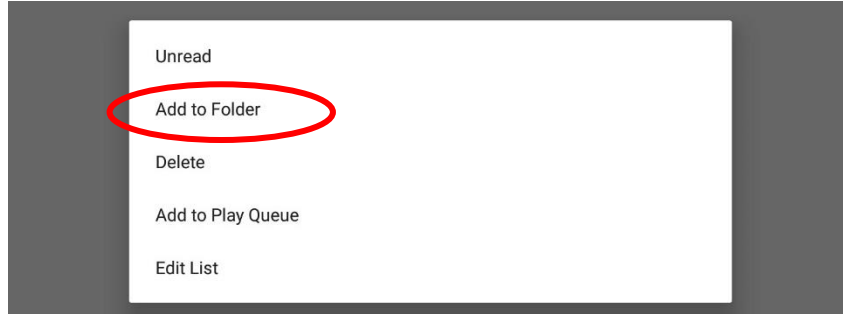 Unread
Add to Folder
Delete
Add to Play Queue
Edit List